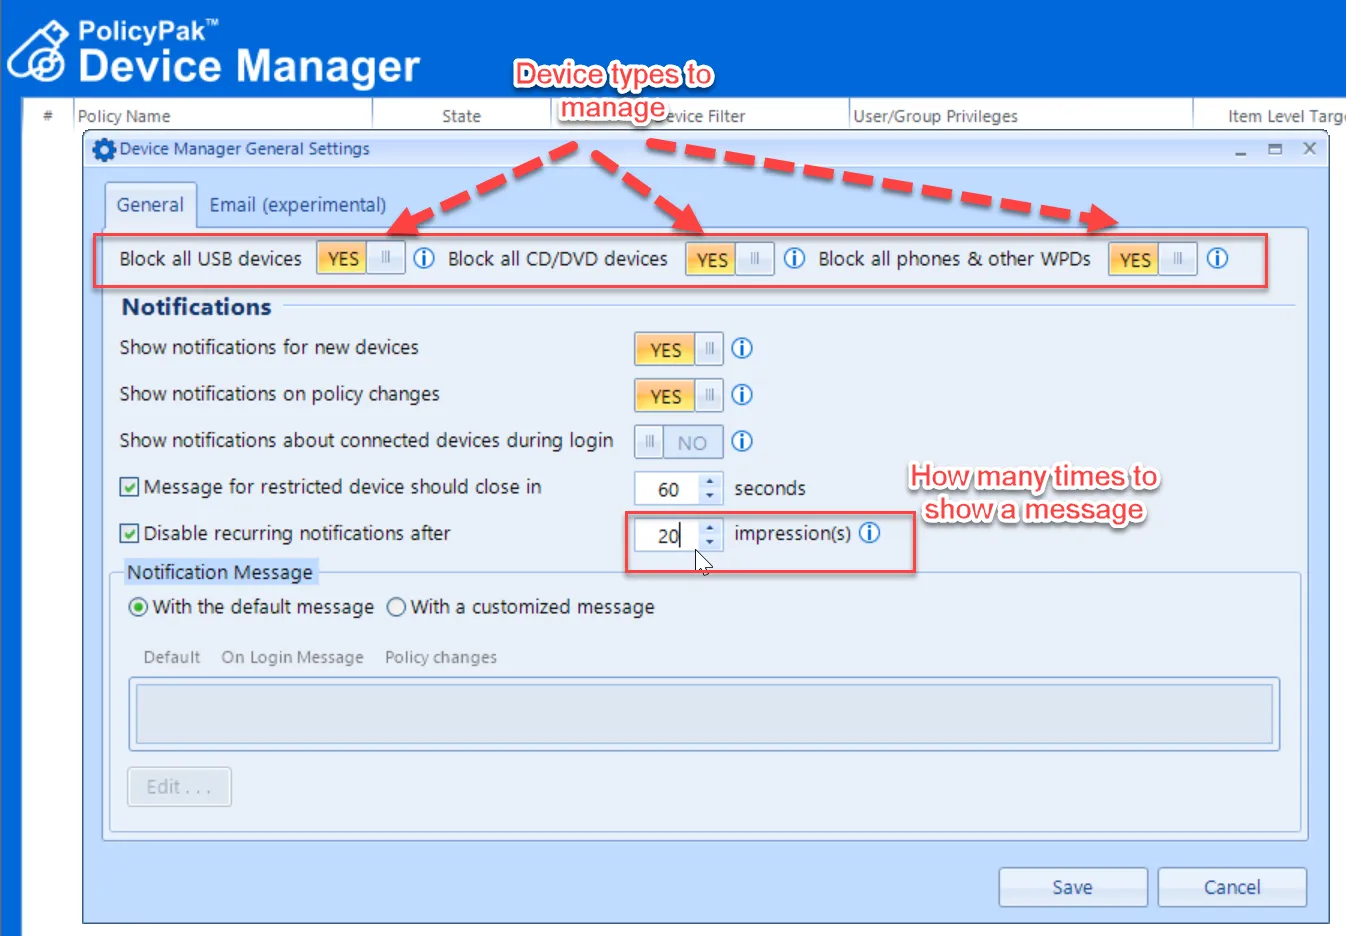 PolicyPak™
Device Manager
Device types to
manage
# Policy Name State vice Filter User/Group Privileges Item Level Targe
Device Manager General Settings
General Email (experimental)
Block all USB devices YES Block all CD/DVD devices YES Block all phones & other WPDs YES
Notifications
Show notifications for new devices YES
Show notifications on policy changes YES
Show notifications about connected devices during login NO
Message for restricted device should close in 60 seconds
How many times to
show a message
Disable recurring notifications after 20 impression(s)
Notification Message
With the default message With a customized message
Default On Login Message Policy changes
Edit . . .
Save Cancel